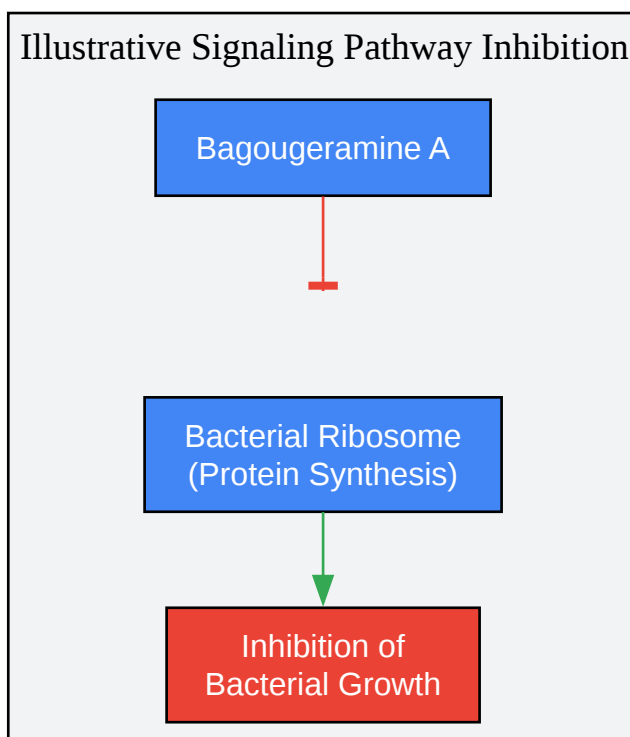 Illustrative Signaling Pathway Inhibition
Bagougeramine A
Bacterial Ribosome
(Protein Synthesis)
Inhibition of
Bacterial Growth